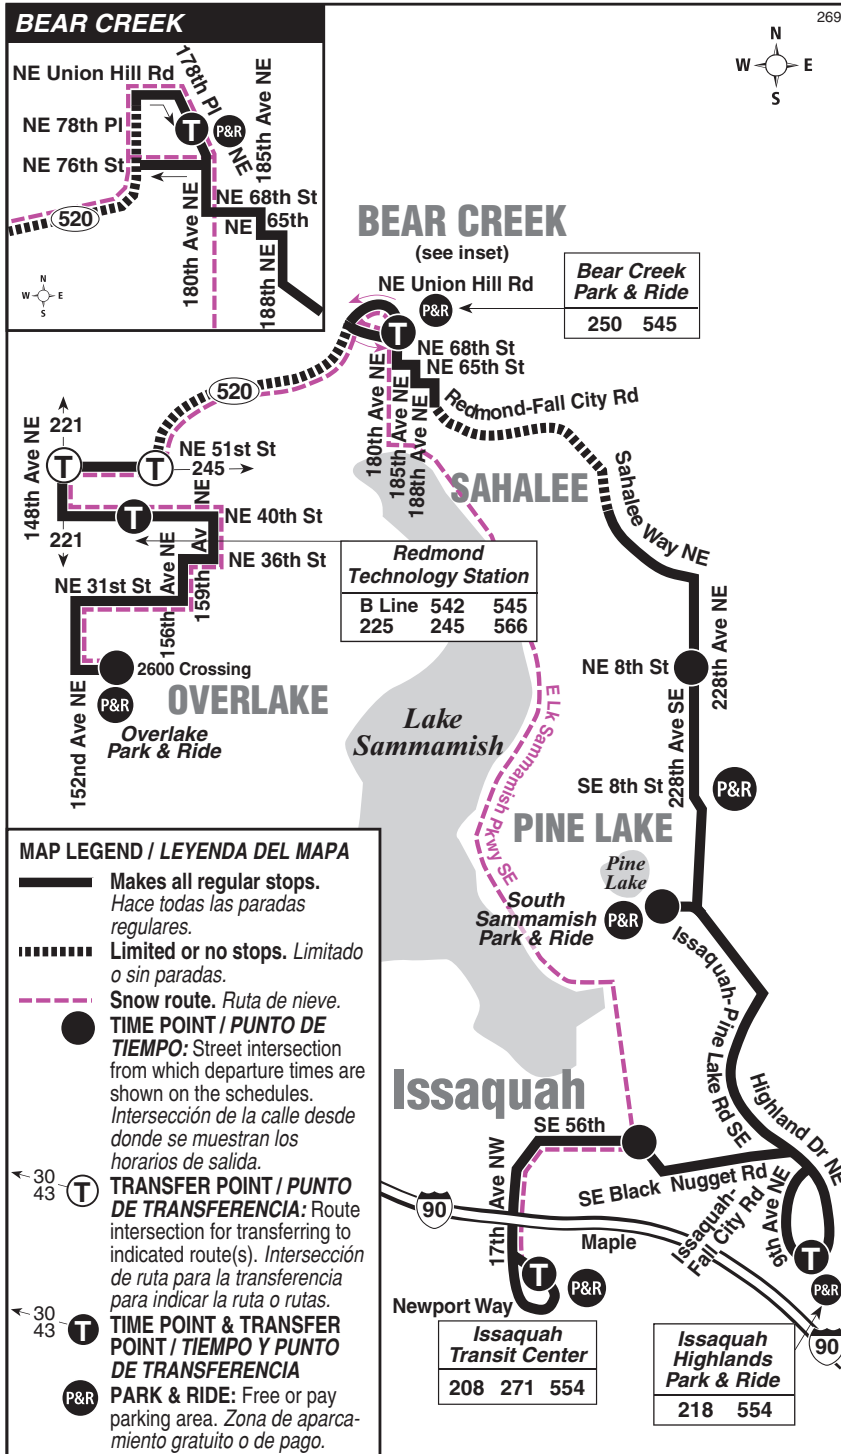 BEAR CREEK
269
NE Union Hill Rd
178th Pl NE
185th Ave NE
NE 78th Pl
T
P&R
NE 76th St
NE 68th St
NE 65th
520
180th Ave NE
188th NE
N
W E
S
N
W E
S
BEAR CREEK
(see inset)
NE Union Hill Rd
P&R
Bear Creek
Park & Ride
250 545
T
NE 68th St
NE 65th St
Redmond-Fall City Rd
520
180th Ave NE
185th Ave NE
188th Ave NE
221
148th Ave NE
T
T
NE 51st St
245
SAHALEE
Sahalee Way NE
T
NE 40th St
221
159th Av NE
NE 36th St
156th Ave NE
NE 31st St
Redmond
Technology Station
B Line 542 545
225 245 566
228th Ave NE
NE 8th St
2600 Crossing
OVERLAKE
P&R
Overlake
Park & Ride
152nd Ave NE
Lake
Sammamish
E Lk Sammamish Pkwy SE
228th Ave SE
SE 8th St
P&R
PINE LAKE
Pine
Lake
South
Sammamish
Park & Ride
P&R
Issaquah-Pine Lake Rd SE
Highland Dr NE
Issaquah
SE 56th
17th Ave NW
SE Black Nugget Rd
90
Maple
Issaquah-
Fall City Rd
9th Ave NE
T
P&R
T
P&R
Newport Way
90
Issaquah
Transit Center
208 271 554
Issaquah
Highlands
Park & Ride
218 554
MAP LEGEND / LEYENDA DEL MAPA
Makes all regular stops.
Hace todas las paradas
regulares.
Limited or no stops. Limitado
o sin paradas.
Snow route. Ruta de nieve.
TIME POINT / PUNTO DE
TIEMPO: Street intersection
from which departure times are
shown on the schedules.
Intersección de la calle desde
donde se muestran los
horarios de salida.
30
43
T
TRANSFER POINT / PUNTO
DE TRANSFERENCIA: Route
intersection for transferring to
indicated route(s). Intersección
de ruta para la transferencia
para indicar la ruta o rutas.
30
43
T
TIME POINT & TRANSFER
POINT / TIEMPO Y PUNTO
DE TRANSFERENCIA
P&R
PARK & RIDE: Free or pay
parking area. Zona de aparca-
miento gratuito o de pago.